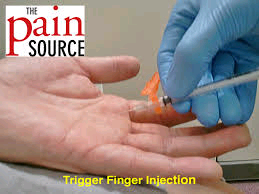 THE
pain
SOURCE
Trigger Finger Injection